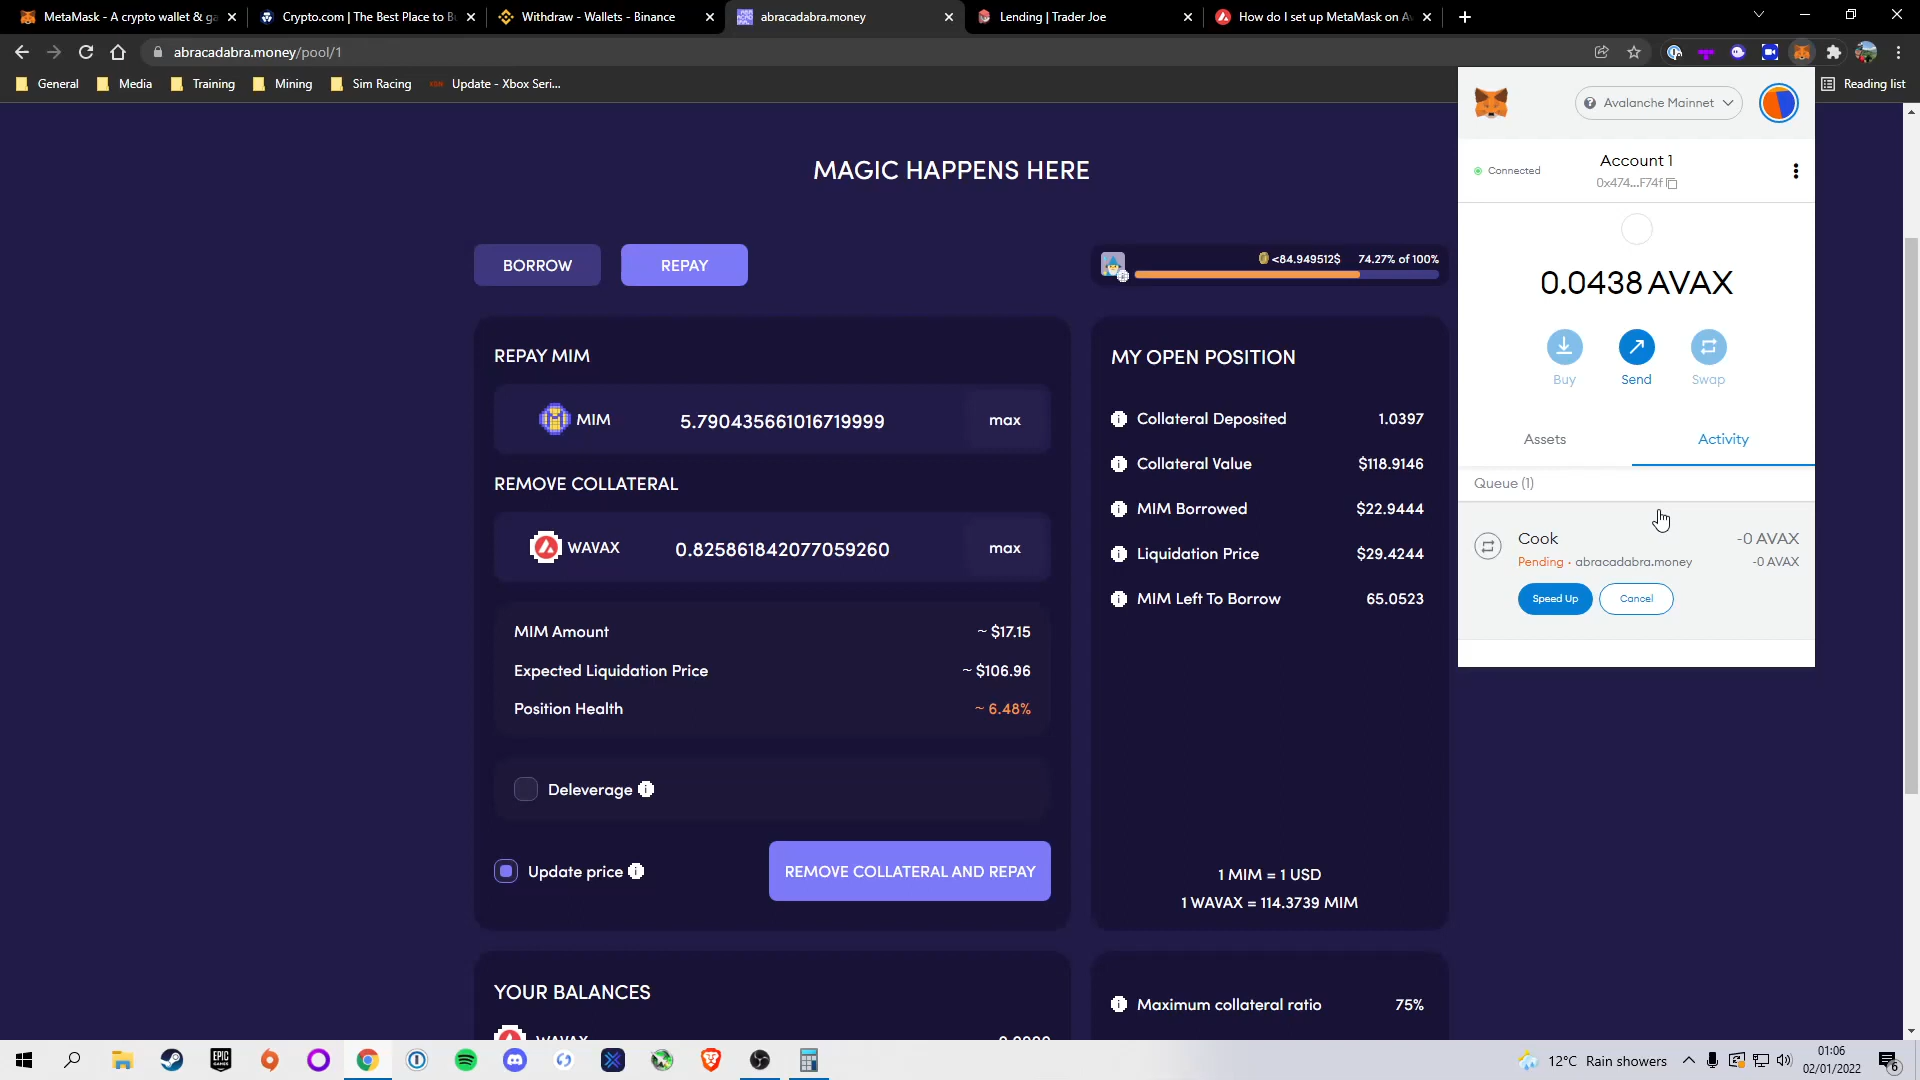 MetaMask - A crypto wallet & ga
Crypto.com | The Best Place to Bu
Withdraw - Wallets - Binance
abracadabra.money
Lending | Trader Joe
How do I set up MetaMask on Av
abracadabra.money/pool/1
General
Media
Training
Mining
Sim Racing
Update - Xbox Seri...
Reading list
Avalanche Mainnet
Connected
Account 1
0x474...F74f
0.0438 AVAX
Buy
Send
Swap
Assets
Activity
Queue (1)
Cook
-0 AVAX
Pending · abracadabra.money
-0 AVAX
Speed Up
Cancel
MAGIC HAPPENS HERE
BORROW
REPAY
<84.949512$
74.27% of 100%
REPAY MIM
MIM
5.790435661016719999
max
REMOVE COLLATERAL
WAVAX
0.825861842077059260
max
MIM Amount
~ $17.15
Expected Liquidation Price
~ $106.96
Position Health
~ 6.48%
Deleverage
Update price
REMOVE COLLATERAL AND REPAY
MY OPEN POSITION
Collateral Deposited
1.0397
Collateral Value
$118.9146
MIM Borrowed
$22.9444
Liquidation Price
$29.4244
MIM Left To Borrow
65.0523
1 MIM = 1 USD
1 WAVAX = 114.3739 MIM
YOUR BALANCES
WAVAX
Maximum collateral ratio
75%
EPIC
GAMES
12°C Rain showers
01:06
02/01/2022
6